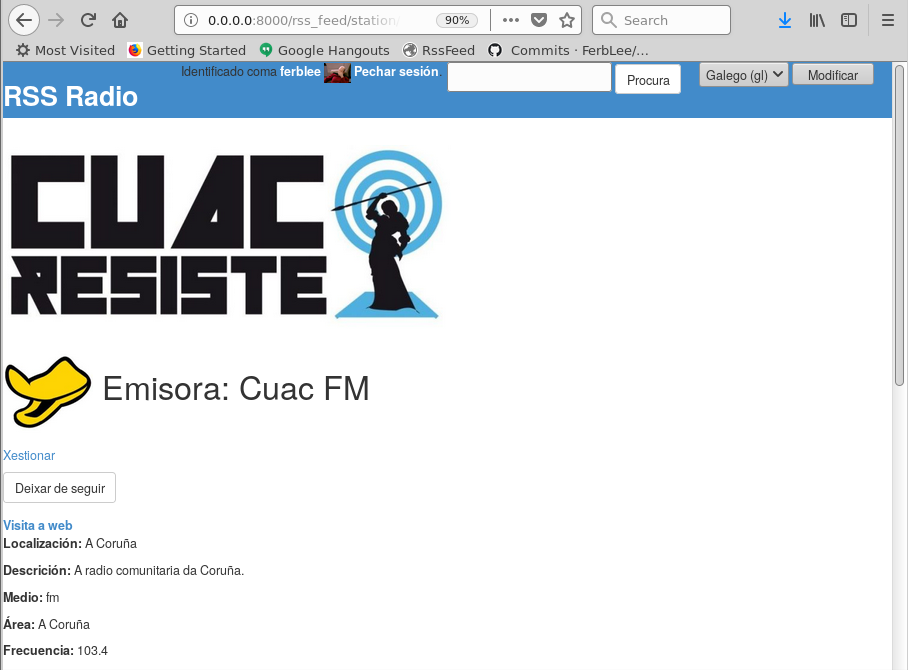 0.0.0.0:8000/rss_feed/station/
90%
Search
Most Visited Getting Started Google Hangouts RssFeed Commits · FerbLee/...
Identificado coma ferblee Pechar sesión. Procura Galego (gl) Modificar
RSS Radio
CUAC
RESISTE
Emisora: Cuac FM
Xestionar
Deixar de seguir
Visita a web
Localización: A Coruña
Descrición: A radio comunitaria da Coruña.
Medio: fm
Área: A Coruña
Frecuencia: 103.4